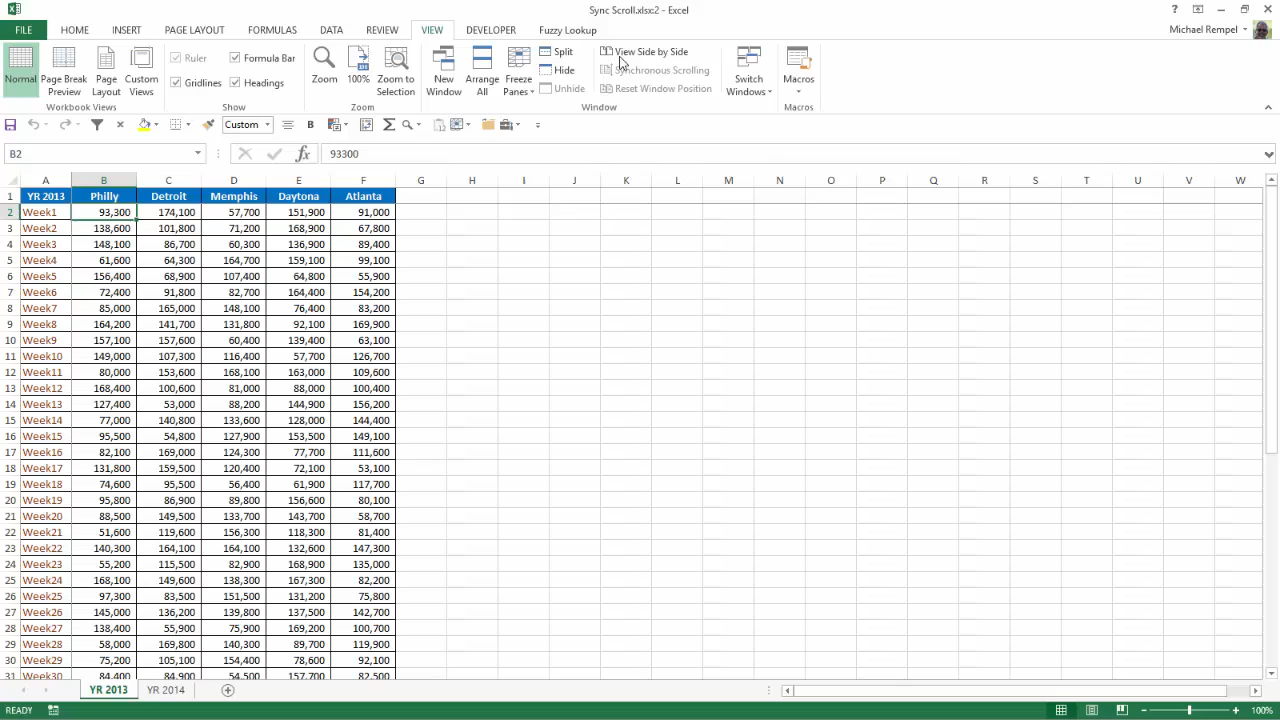 Sync Scroll.xlsx:2 - Excel
FILE HOME INSERT PAGE LAYOUT FORMULAS DATA REVIEW VIEW DEVELOPER Fuzzy Lookup Michael Rempel
Normal Page Break Preview Page Layout Custom Views
Workbook Views
Ruler Formula Bar
Gridlines Headings
Show
Zoom 100% Zoom to Selection
Zoom
New Window Arrange All Freeze Panes Split Hide Unhide
View Side by Side
Synchronous Scrolling
Reset Window Position
Switch Windows
Window
Macros
Macros
Custom
B2 93300
A B C D E F G H I J K L M N O P Q R S T U V W
1 YR 2013 Philly Detroit Memphis Daytona Atlanta
2 Week1 93,300 174,100 57,700 151,900 91,000
3 Week2 138,600 101,800 71,200 168,900 67,800
4 Week3 148,100 86,700 60,300 136,900 89,400
5 Week4 61,600 64,300 164,700 159,100 99,100
6 Week5 156,400 68,900 107,400 64,800 55,900
7 Week6 72,400 91,800 82,700 164,400 154,200
8 Week7 85,000 165,000 148,100 76,400 83,200
9 Week8 164,200 141,700 131,800 92,100 169,900
10 Week9 157,100 157,600 60,400 139,400 63,100
11 Week10 149,000 107,300 116,400 57,700 126,700
12 Week11 80,000 153,600 168,100 163,000 109,600
13 Week12 168,400 100,600 81,000 88,000 100,400
14 Week13 127,400 53,000 88,200 144,900 156,200
15 Week14 77,000 140,800 133,600 128,000 144,400
16 Week15 95,500 54,800 127,900 153,500 149,100
17 Week16 82,100 169,000 124,300 77,700 111,600
18 Week17 131,800 159,500 120,400 72,100 53,100
19 Week18 74,600 95,500 56,400 61,900 117,700
20 Week19 95,800 86,900 89,800 156,600 80,100
21 Week20 88,500 149,500 133,700 143,700 58,700
22 Week21 51,600 119,600 156,300 118,300 81,400
23 Week22 140,300 164,100 164,100 132,600 147,300
24 Week23 55,200 115,500 82,900 168,900 135,000
25 Week24 168,100 149,600 138,300 167,300 82,200
26 Week25 97,300 83,500 151,500 131,200 75,800
27 Week26 145,000 136,200 139,800 137,500 142,700
28 Week27 138,400 55,900 75,900 169,200 100,700
29 Week28 58,000 169,800 140,300 89,700 119,900
30 Week29 75,200 105,100 154,400 78,600 92,100
31 Week30 84,400 84,900 54,500 157,700 82,500
YR 2013 YR 2014
READY 100%